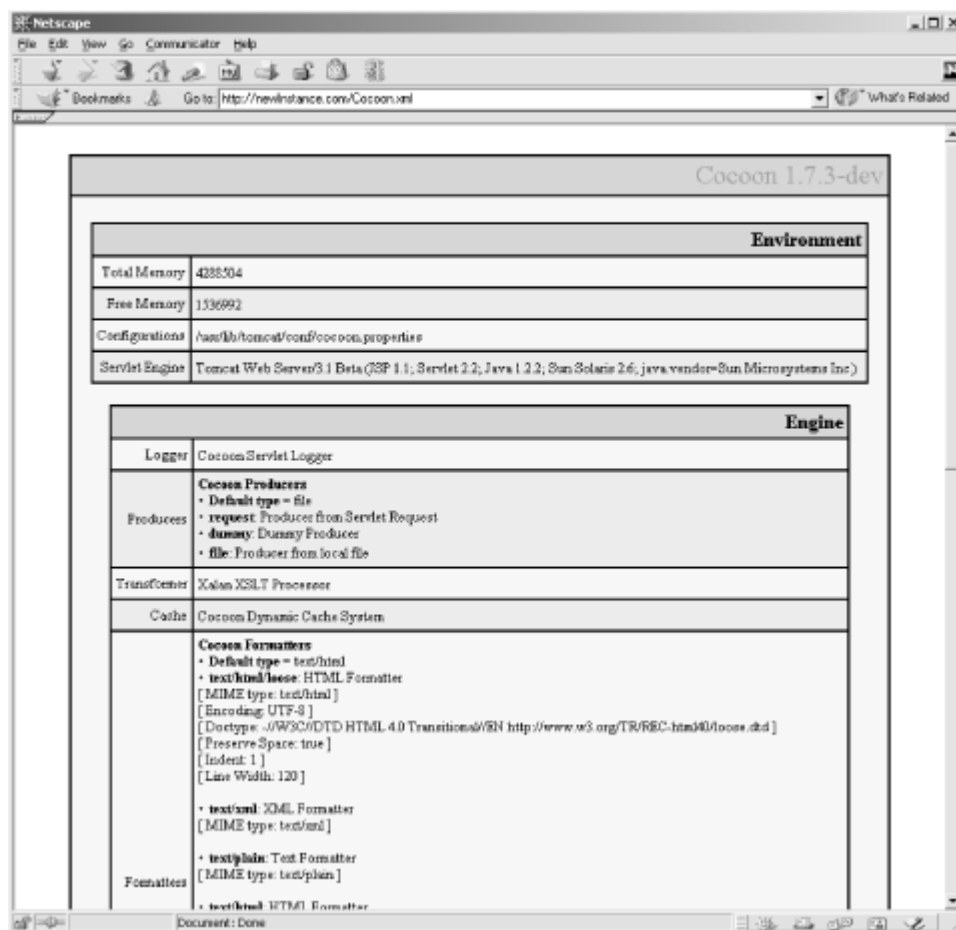 Netscape
File Edit View Go Communicator Help
Bookmarks Go to: http://newInstance.com/Cocoon.xml What's Related
Cocoon 1.7.3-dev
Environment
Total Memory 4288504
Free Memory 1536992
Configurations /usr/lib/tomcat/conf/cocoon.properties
Servlet Engine Tomcat Web Server/3.1 Beta (JSP 1.1; Servlet 2.2; Java 1.2.2; Sun Solaris 2.6; java.vendor=Sun Microsystems Inc.)
Engine
Logger Cocoon Servlet Logger
Cocoon Producers
• Default type = file
• request: Producer from Servlet Request
Producers
• dummy: Dummy Producer
• file: Producer from local file
Transformer Xalan XSLT Processor
Cache Cocoon Dynamic Cache System
Cocoon Formatters
• Default type = text/html
• text/html/loose: HTML Formatter
[ MIME type: text/html ]
[ Encoding: UTF-8 ]
[ Doctype: -//W3C//DTD HTML 4.0 Transitional//EN http://www.w3.org/TR/REC-html40/loose.dtd ]
[ Preserve Space: true ]
[ Indent: 1 ]
[ Line Width: 120 ]
• text/xml: XML Formatter
[ MIME type: text/xml ]
• text/plain: Text Formatter
[ MIME type: text/plain ]
Formatters
• text/html: HTML Formatter
Document: Done